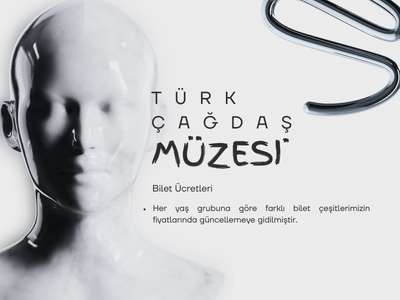 TÜRK
ÇAĞDAŞ
MÜZESİ
Bilet Ücretleri
• Her yaş grubuna göre farklı bilet çeşitlerimizin
fiyatlarında güncellemeye gidilmiştir.